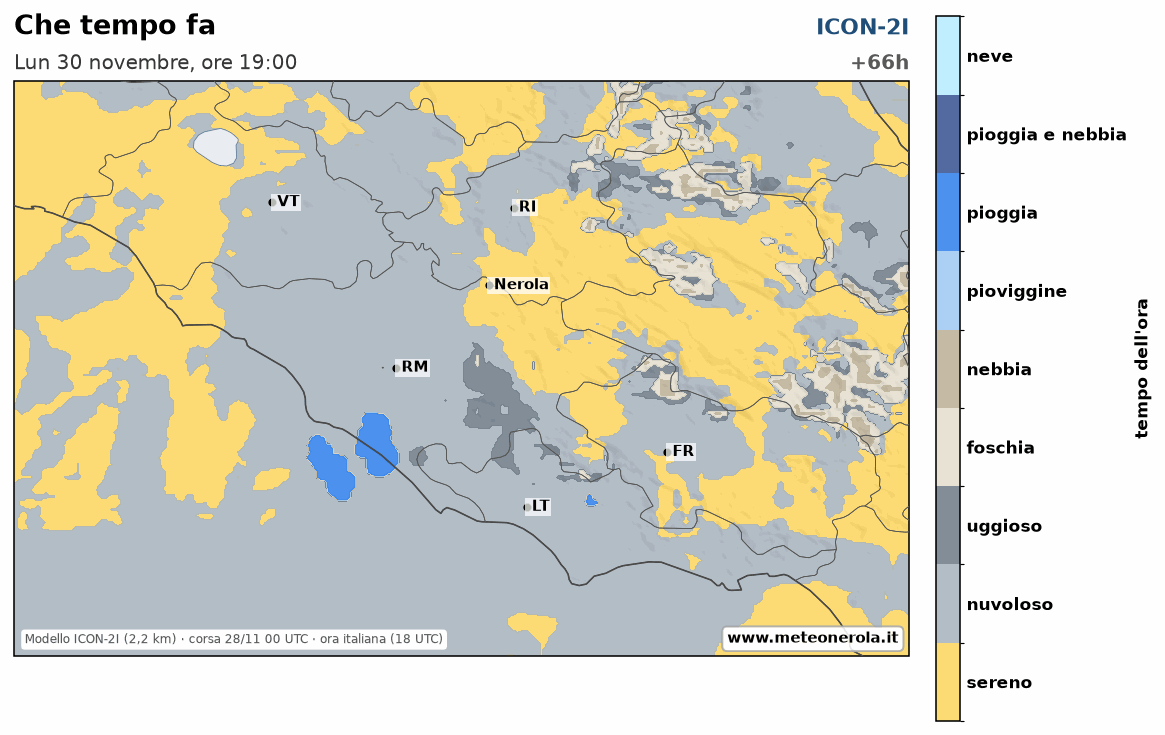 Che tempo fa
ICON-2I
Lun 30 novembre, ore 19:00
+66h
neve
pioggia e nebbia
pioggia
pioviggine
nebbia
foschia
uggioso
nuvoloso
sereno
tempo dell'ora
VT
RI
Nerola
RM
FR
LT
Modello ICON-2I (2,2 km) · corsa 28/11 00 UTC · ora italiana (18 UTC)
www.meteonerola.it